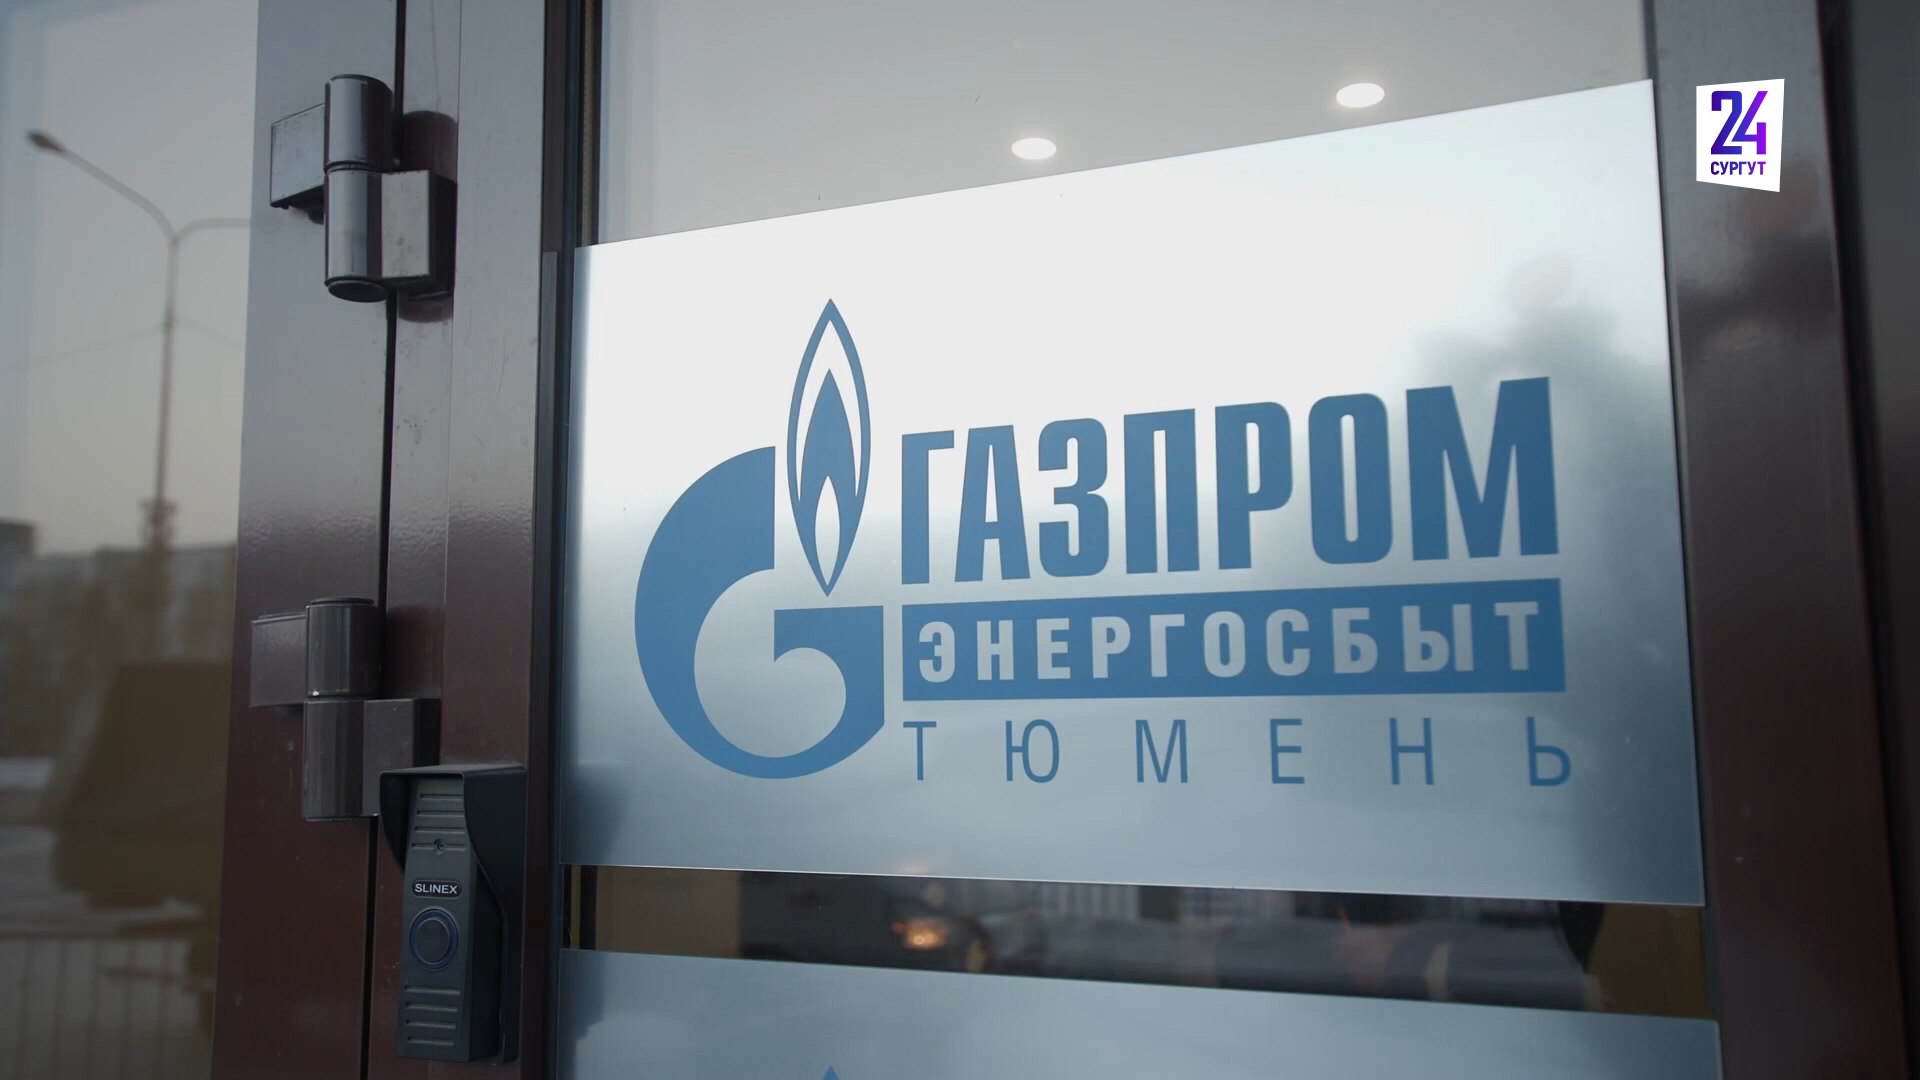 24
СУРГУТ
ГАЗПРОМ
ЭНЕРГОСБЫТ
ТЮМЕНЬ
SLINEX